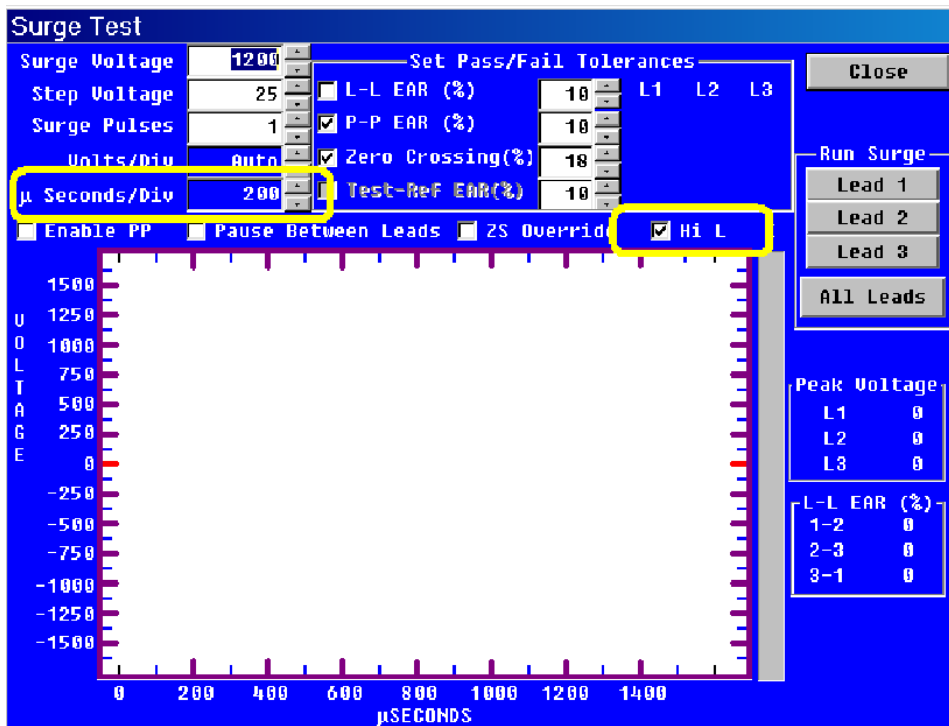 Surge Test
Surge Voltage 1200
Step Voltage 25
Surge Pulses 1
Volts/Div Auto
µ Seconds/Div 200
Set Pass/Fail Tolerances
L-L EAR (%) 10 L1 L2 L3
P-P EAR (%) 10
Zero Crossing(%) 18
Test-Ref EAR(%) 10
Close
Run Surge
Lead 1
Lead 2
Lead 3
All Leads
Enable PP Pause Between Leads ZS Override Hi L
VOLTAGE
1500
1250
1000
750
500
250
0
-250
-500
-750
-1000
-1250
-1500
0 200 400 600 800 1000 1200 1400
µSECONDS
Peak Voltage
L1 0
L2 0
L3 0
L-L EAR (%)
1-2 0
2-3 0
3-1 0